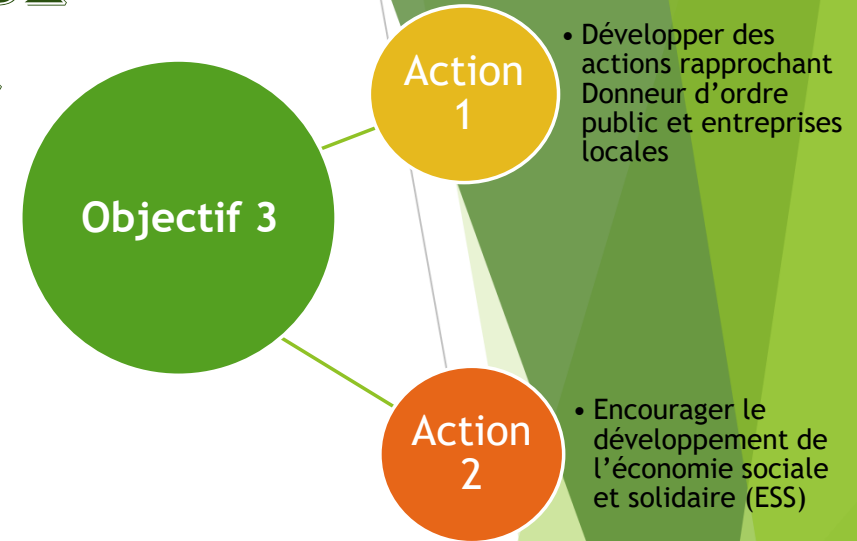 Objectif 3
Action
1
• Développer des
actions rapprochant
Donneur d’ordre
public et entreprises
locales
Action
2
• Encourager le
développement de
l’économie sociale
et solidaire (ESS)